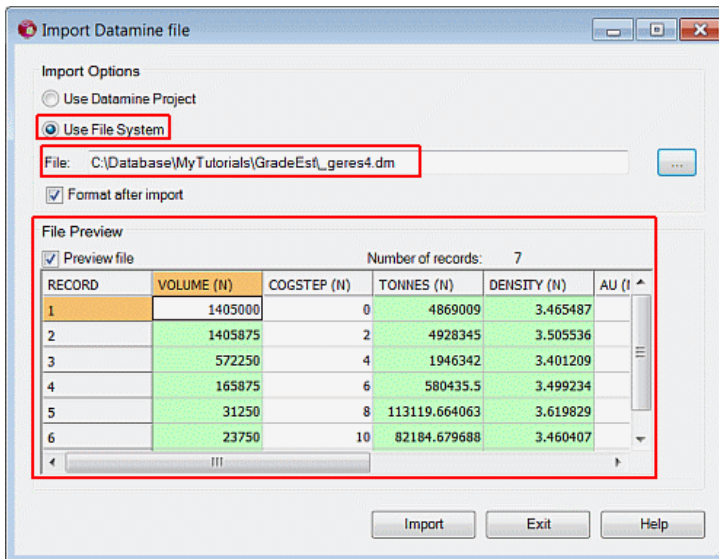 Import Datamine file
Import Options
Use Datamine Project
Use File System
File: C:\Database\MyTutorials\GradeEst\_geres4.dm
...
Format after import
File Preview
Preview file Number of records: 7
RECORD VOLUME (N) COGSTEP (N) TONNES (N) DENSITY (N) AU (
1 1405000 0 4869009 3.465487
2 1405875 2 4928345 3.505536
3 572250 4 1946342 3.401209
4 165875 6 580435.5 3.499234
5 31250 8 113119.664063 3.619829
6 23750 10 82184.679688 3.460407
Import Exit Help